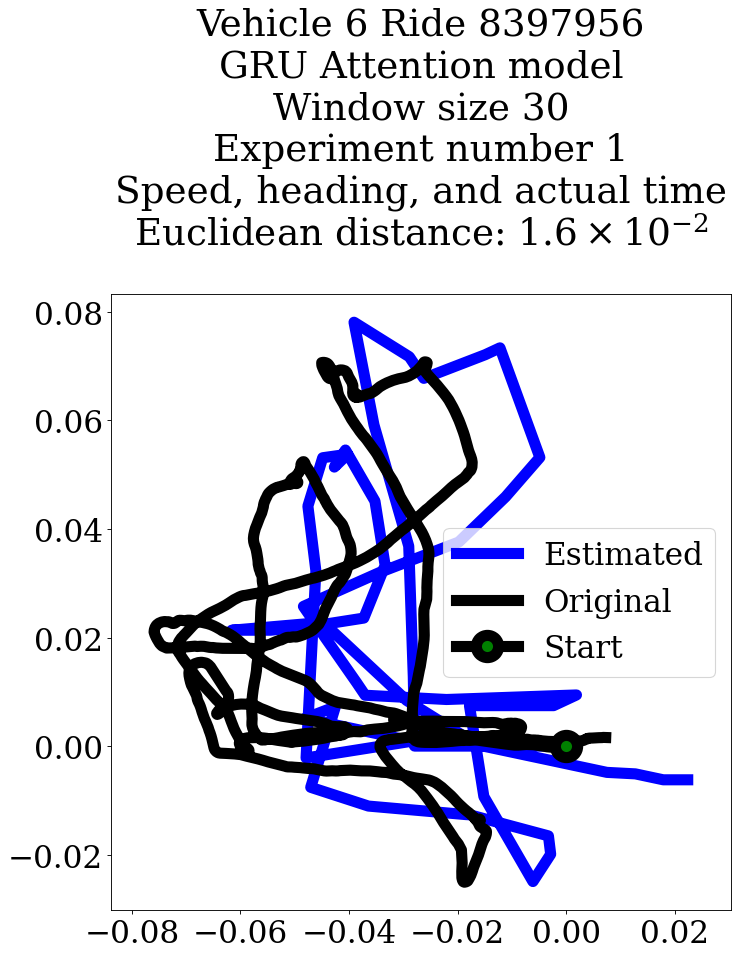 Vehicle 6 Ride 8397956
GRU Attention model
Window size 30
Experiment number 1
Speed, heading, and actual time
Euclidean distance: 1.6 × 10⁻²
0.08
0.06
0.04
0.02
0.00
−0.02
Estimated
Original
Start
−0.08 −0.06 −0.04 −0.02 0.00 0.02